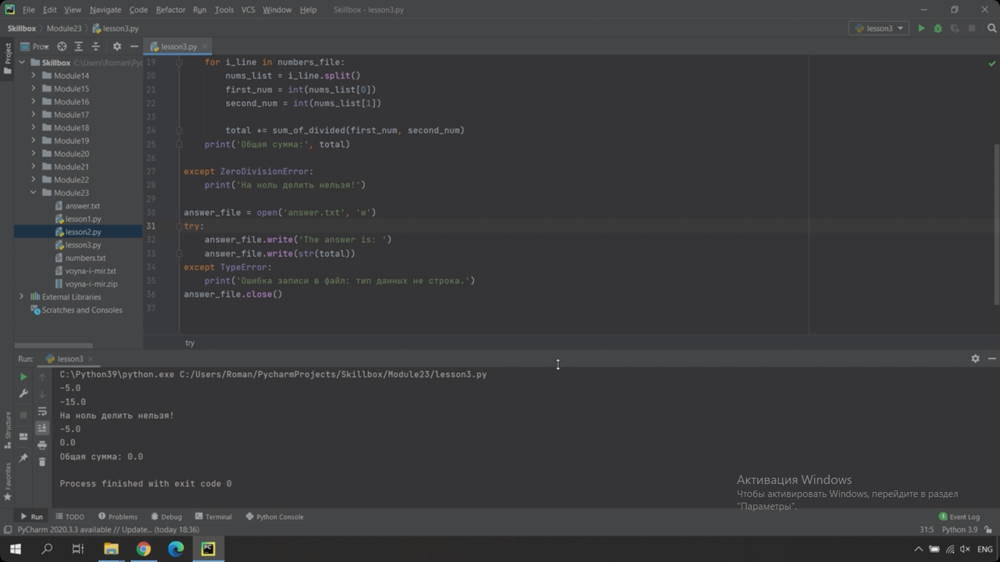 File Edit View Navigate Code Refactor Run Tools VCS Window Help Skillbox - lesson3.py
Skillbox Module23 lesson3.py lesson3
Project
Pro lesson3.py
Skillbox C:\Users\Roman\Pyc
Module14
Module15
Module16
Module17
Module18
Module19
Module20
Module21
Module22
Module23
answer.txt
lesson1.py
lesson2.py
lesson3.py
numbers.txt
voyna-i-mir.txt
voyna-i-mir.zip
External Libraries
Scratches and Consoles
19 for i_line in numbers_file:
20 nums_list = i_line.split()
21 first_num = int(nums_list[0])
22 second_num = int(nums_list[1])
23
24 total += sum_of_divided(first_num, second_num)
25 print('Общая сумма:', total)
26
27 except ZeroDivisionError:
28 print('На ноль делить нельзя!')
29
30 answer_file = open('answer.txt', 'w')
31 try:
32 answer_file.write('The answer is: ')
33 answer_file.write(str(total))
34 except TypeError:
35 print('Ошибка записи в файл: тип данных не строка.')
36 answer_file.close()
37
try
Run: lesson3
C:\Python39\python.exe C:/Users/Roman/PycharmProjects/Skillbox/Module23/lesson3.py
-5.0
-15.0
На ноль делить нельзя!
-5.0
0.0
Общая сумма: 0.0
Process finished with exit code 0
Structure
Favorites
Активация Windows
Чтобы активировать Windows, перейдите в раздел
"Параметры".
Run TODO Problems Debug Terminal Python Console 1 Event Log
PyCharm 2020.3.3 available // Update... (today 18:36) 31:5 Python 3.9
PC ENG